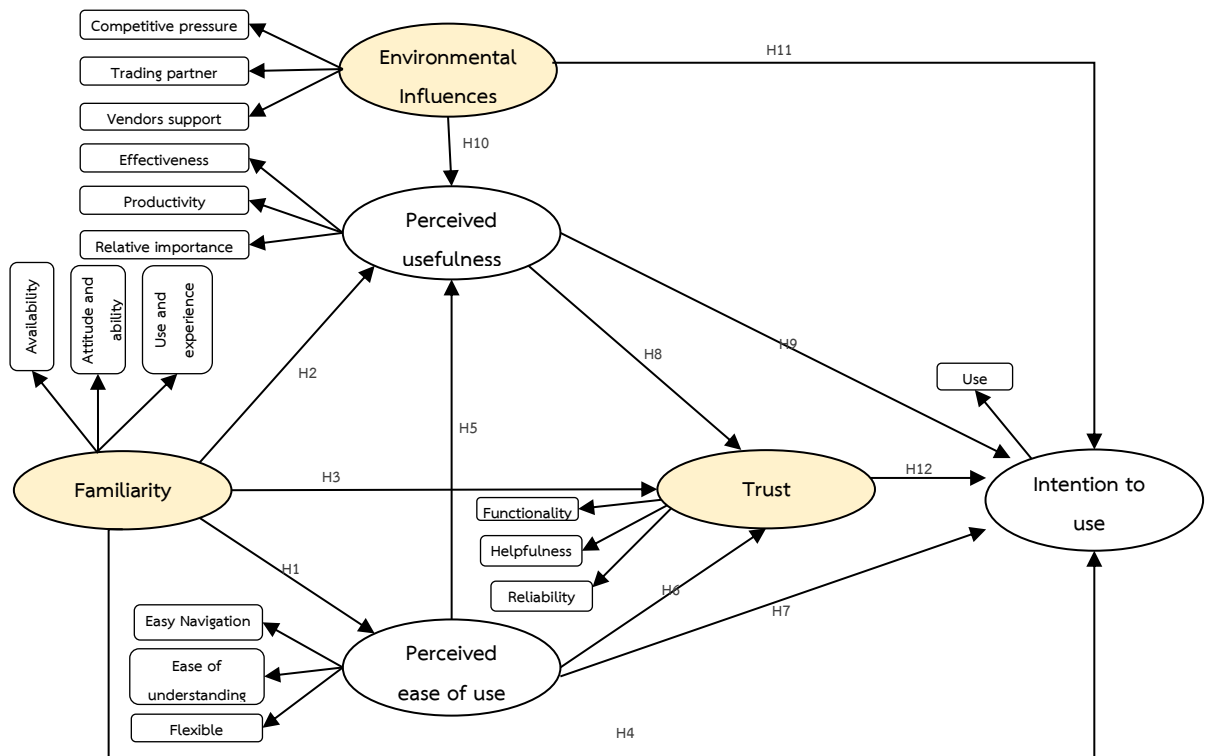 Competitive pressure
Trading partner
Vendors support
Environmental
Influences
H11
H10
Effectiveness
Productivity
Relative importance
Perceived
usefulness
Availability
Attitude and
ability
Use and
experience
H2
H8
H9
H5
Use
Familiarity
H3
Trust
H12
Intention to
use
Functionality
Helpfulness
Reliability
H1
H6
H7
Easy Navigation
Ease of
understanding
Flexible
Perceived
ease of use
H4